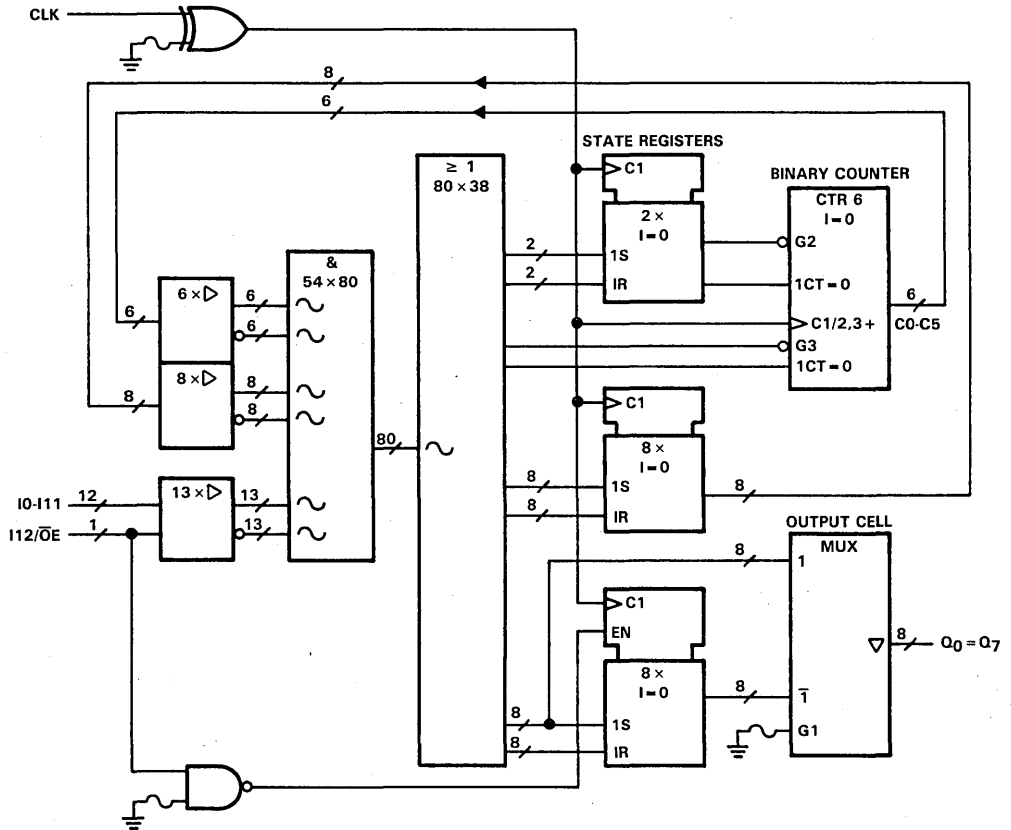 CLK
8
6
STATE REGISTERS
C1
2 ×
I = 0
1S
IR
2
2
BINARY COUNTER
CTR 6
I = 0
G2
1CT = 0
C1/2,3 +
G3
1CT = 0
6
C0-C5
≥ 1
80 × 38
&
54 × 80
6 × ▷
6
6
6
8 × ▷
8
8
8
80
C1
8 ×
I = 0
1S
IR
8
8
8
I0-I11
12
13 × ▷
13
13
I12/O̅E̅
1
OUTPUT CELL
MUX
8
1
C1
EN
8 ×
I = 0
1S
IR
8
8
8
1̅
G1
▽
8
Q0 = Q7